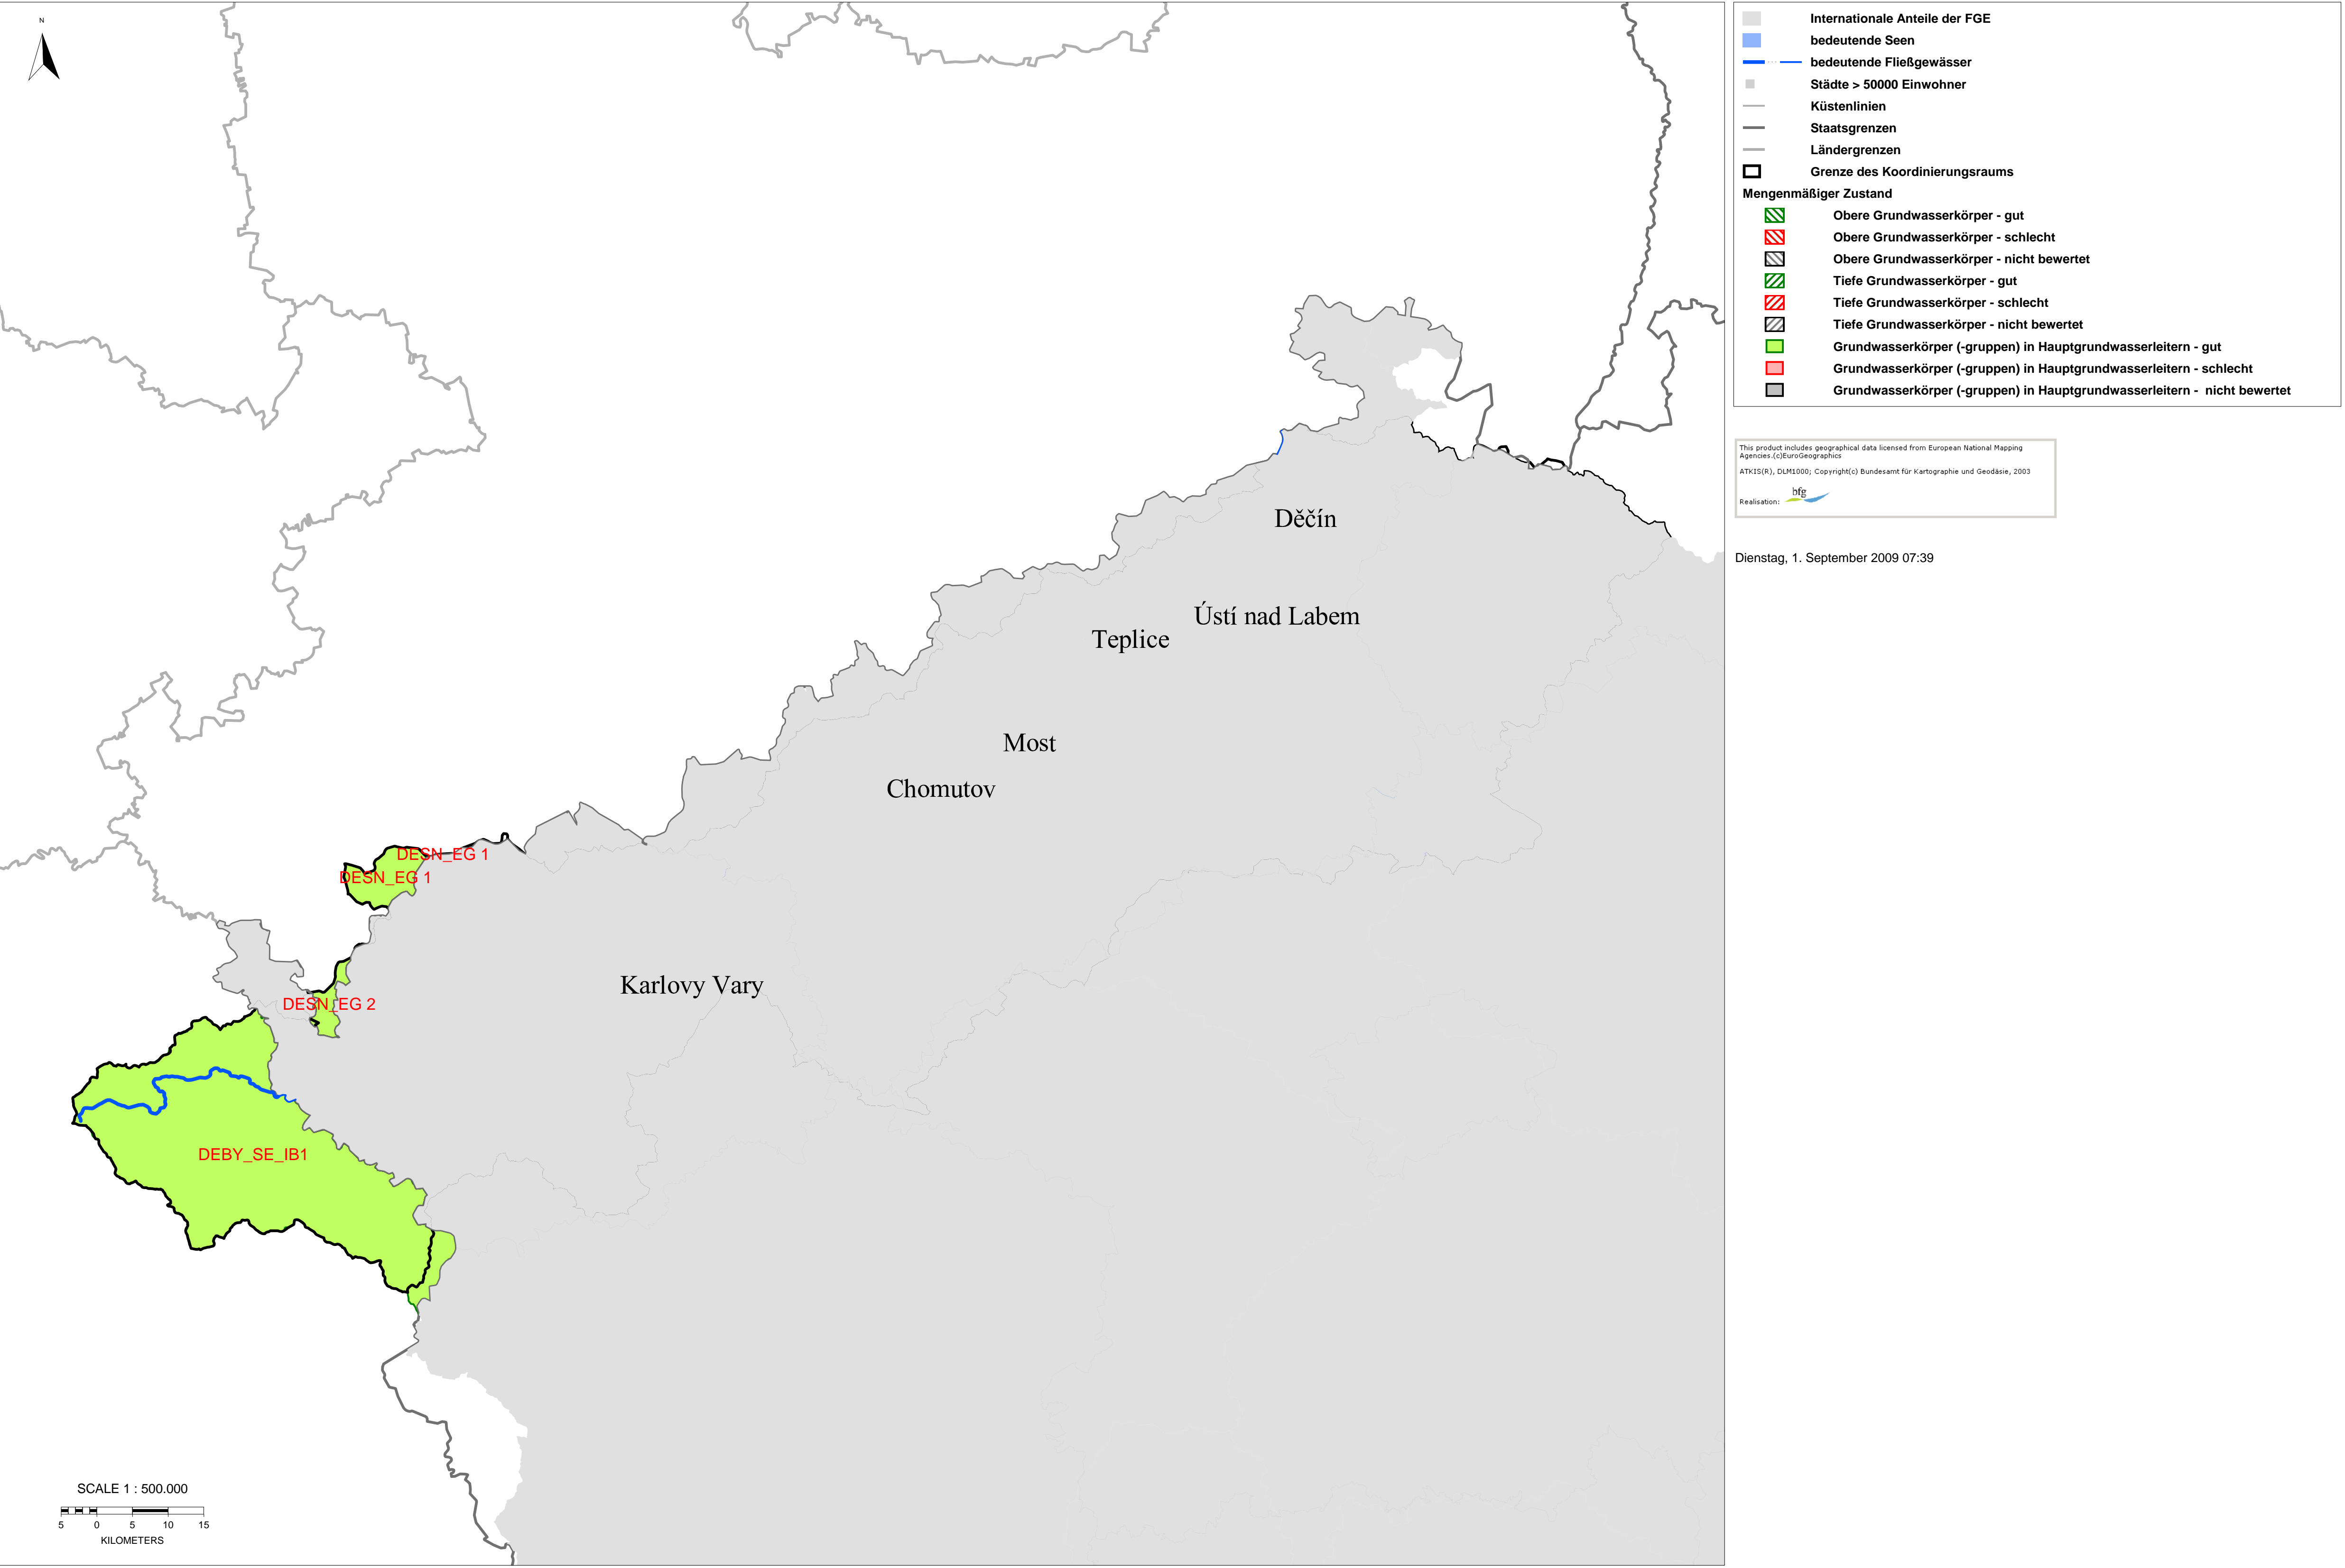 N
Děčín
Ústí nad Labem
Teplice
Most
Chomutov
DESN_EG 1
DESN_EG 1
Karlovy Vary
DESN_EG 2
DEBY_SE_IB1
SCALE 1 : 500.000
5 0 5 10 15
KILOMETERS
Internationale Anteile der FGE
bedeutende Seen
bedeutende Fließgewässer
Städte > 50000 Einwohner
Küstenlinien
Staatsgrenzen
Ländergrenzen
Grenze des Koordinierungsraums
Mengenmäßiger Zustand
Obere Grundwasserkörper - gut
Obere Grundwasserkörper - schlecht
Obere Grundwasserkörper - nicht bewertet
Tiefe Grundwasserkörper - gut
Tiefe Grundwasserkörper - schlecht
Tiefe Grundwasserkörper - nicht bewertet
Grundwasserkörper (-gruppen) in Hauptgrundwasserleitern - gut
Grundwasserkörper (-gruppen) in Hauptgrundwasserleitern - schlecht
Grundwasserkörper (-gruppen) in Hauptgrundwasserleitern - nicht bewertet
This product includes geographical data licensed from European National Mapping
Agencies.(c)EuroGeographics
ATKIS(R), DLM1000; Copyright(c) Bundesamt für Kartographie und Geodäsie, 2003
Realisation: bfg
Dienstag, 1. September 2009 07:39